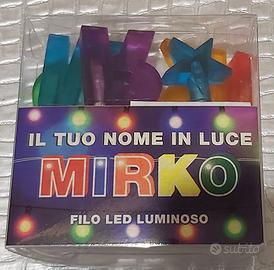 IL TUO NOME IN LUCE
MIRKO
FILO LED LUMINOSO
subito